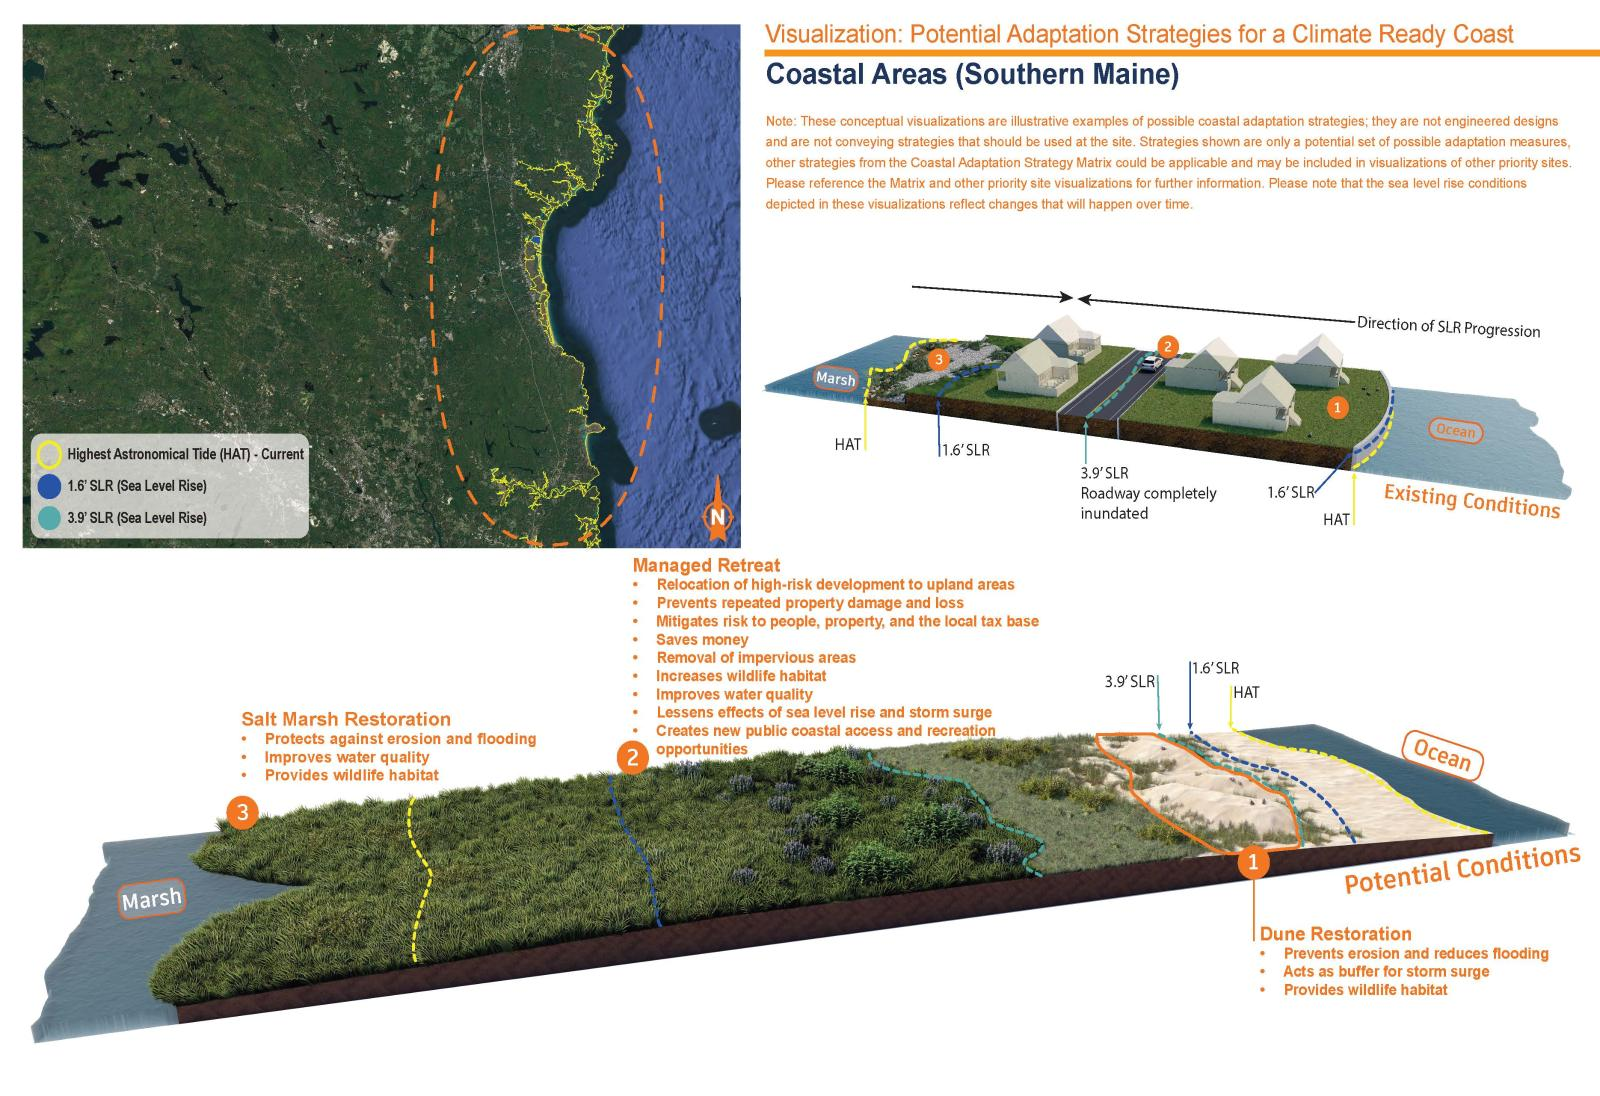 Visualization: Potential Adaptation Strategies for a Climate Ready Coast
Coastal Areas (Southern Maine)
Note: These conceptual visualizations are illustrative examples of possible coastal adaptation strategies; they are not engineered designs
and are not conveying strategies that should be used at the site. Strategies shown are only a potential set of possible adaptation measures,
other strategies from the Coastal Adaptation Strategy Matrix could be applicable and may be included in visualizations of other priority sites.
Please reference the Matrix and other priority site visualizations for further information. Please note that the sea level rise conditions
depicted in these visualizations reflect changes that will happen over time.
Highest Astronomical Tide (HAT) - Current
1.6' SLR (Sea Level Rise)
3.9' SLR (Sea Level Rise)
N
Direction of SLR Progression
2
3
Marsh
1
Ocean
HAT
1.6' SLR
3.9' SLR
Roadway completely
inundated
1.6' SLR
HAT
Existing Conditions
Managed Retreat
• Relocation of high-risk development to upland areas
• Prevents repeated property damage and loss
• Mitigates risk to people, property, and the local tax base
• Saves money
• Removal of impervious areas
• Increases wildlife habitat
• Improves water quality
• Lessens effects of sea level rise and storm surge
• Creates new public coastal access and recreation
opportunities
2
Salt Marsh Restoration
• Protects against erosion and flooding
• Improves water quality
• Provides wildlife habitat
3
3.9' SLR
1.6' SLR
HAT
Ocean
Marsh
1
Potential Conditions
Dune Restoration
• Prevents erosion and reduces flooding
• Acts as buffer for storm surge
• Provides wildlife habitat